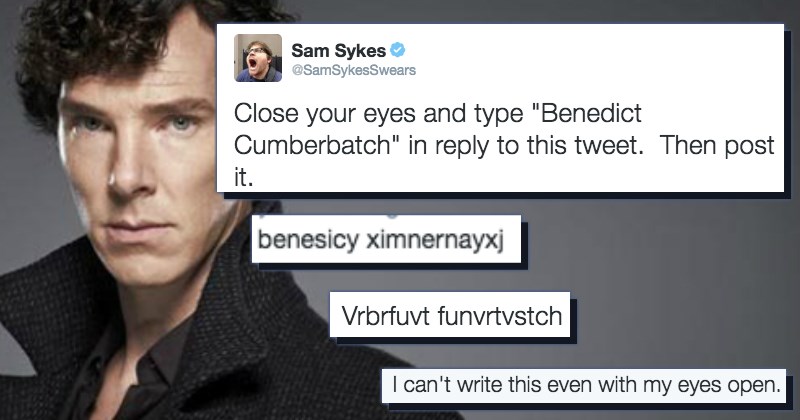 Sam Sykes
@SamSykesSwears
Close your eyes and type "Benedict
Cumberbatch" in reply to this tweet. Then post
it.
benesicy ximnernayxj
Vrbrfuvt funvrtvstch
I can't write this even with my eyes open.